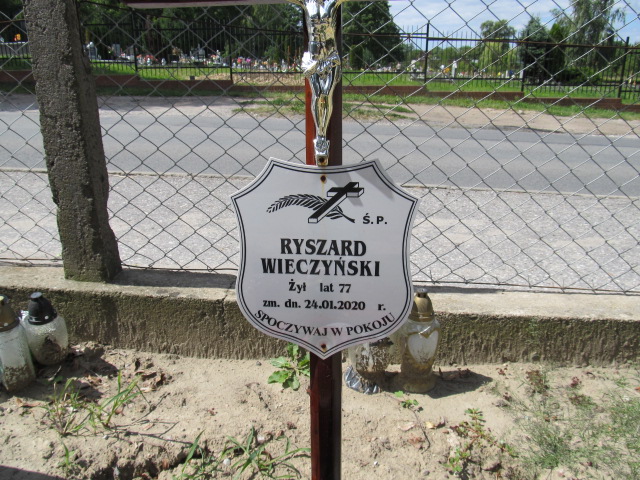 Ś.P.
RYSZARD
WIECZYŃSKI
Żył lat 77
zm. dn. 24.01.2020 r.
SPOCZYWAJ W POKOJU